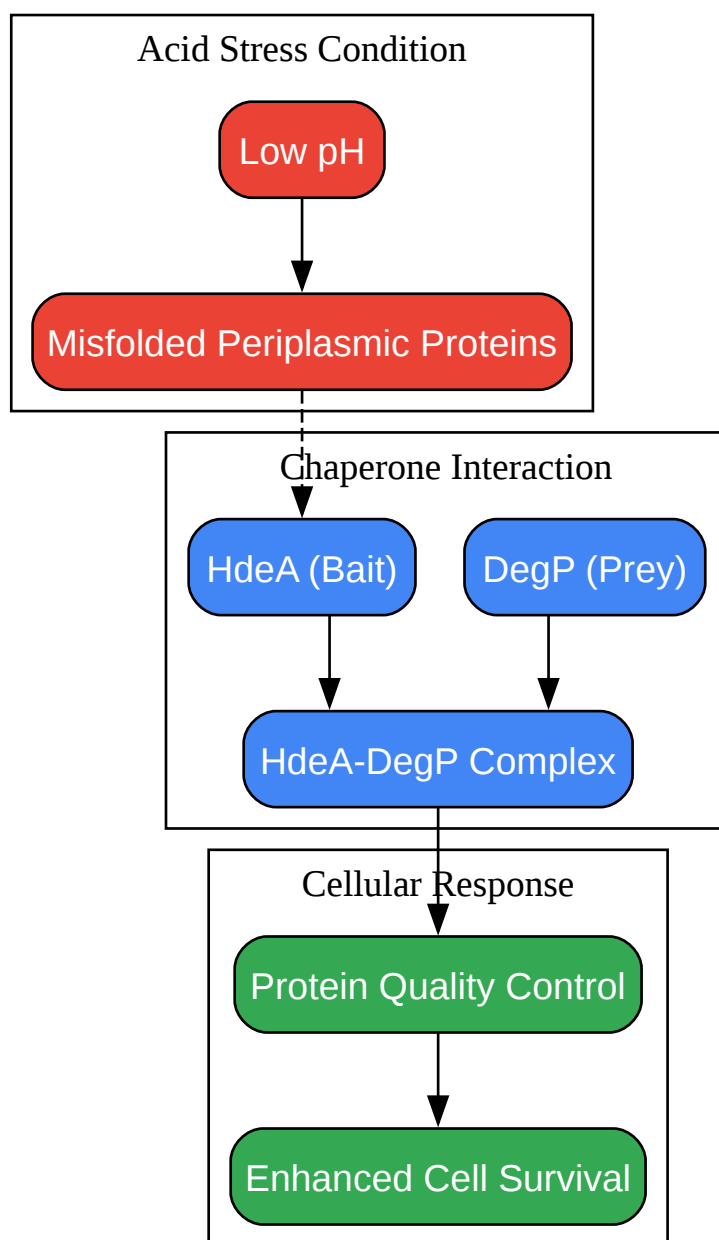 Acid Stress Condition
Low pH
Misfolded Periplasmic Proteins
Chaperone Interaction
HdeA (Bait)
DegP (Prey)
HdeA-DegP Complex
Cellular Response
Protein Quality Control
Enhanced Cell Survival